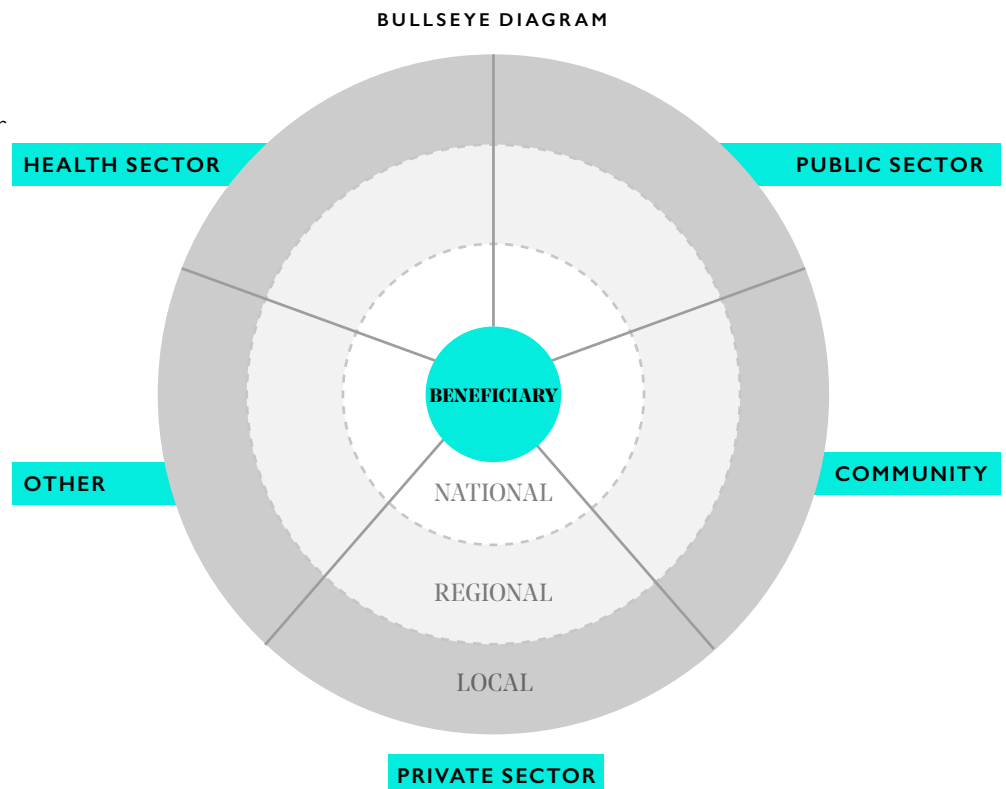 BULLSEYE DIAGRAM
HEALTH SECTOR
PUBLIC SECTOR
BENEFICIARY
OTHER
COMMUNITY
NATIONAL
REGIONAL
LOCAL
PRIVATE SECTOR